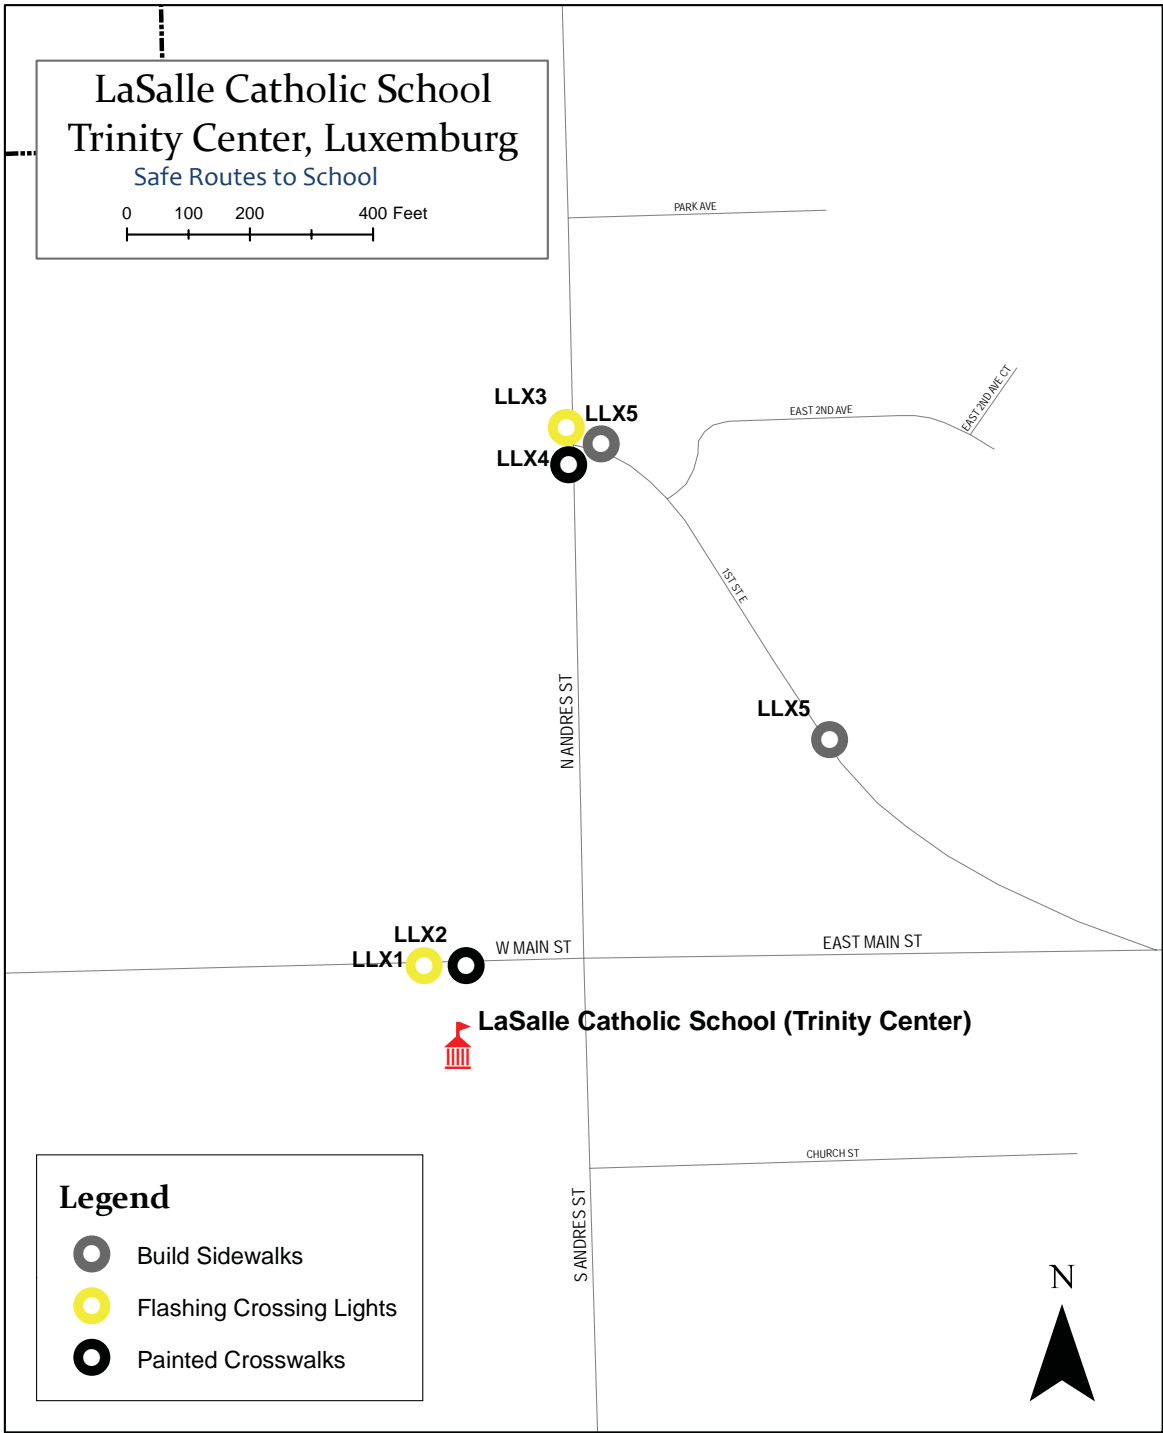 LaSalle Catholic School
Trinity Center, Luxemburg
Safe Routes to School
0 100 200 400 Feet
PARK AVE
EAST 2ND AVE CT
EAST 2ND AVE
LLX3
LLX5
LLX4
1ST ST E
N ANDRES ST
LLX5
LLX2
LLX1
W MAIN ST
EAST MAIN ST
LaSalle Catholic School (Trinity Center)
CHURCH ST
S ANDRES ST
Legend
Build Sidewalks
Flashing Crossing Lights
Painted Crosswalks
N